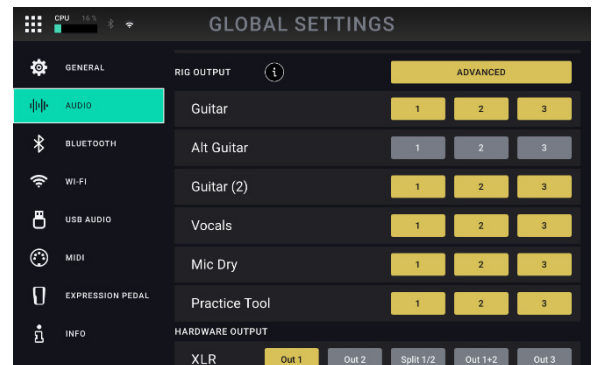 CPU 16%
GLOBAL SETTINGS
GENERAL
AUDIO
BLUETOOTH
WI-FI
USB AUDIO
MIDI
EXPRESSION PEDAL
INFO
RIG OUTPUT i ADVANCED
Guitar 1 2 3
Alt Guitar 1 2 3
Guitar (2) 1 2 3
Vocals 1 2 3
Mic Dry 1 2 3
Practice Tool 1 2 3
HARDWARE OUTPUT
XLR Out 1 Out 2 Split 1/2 Out 1+2 Out 3